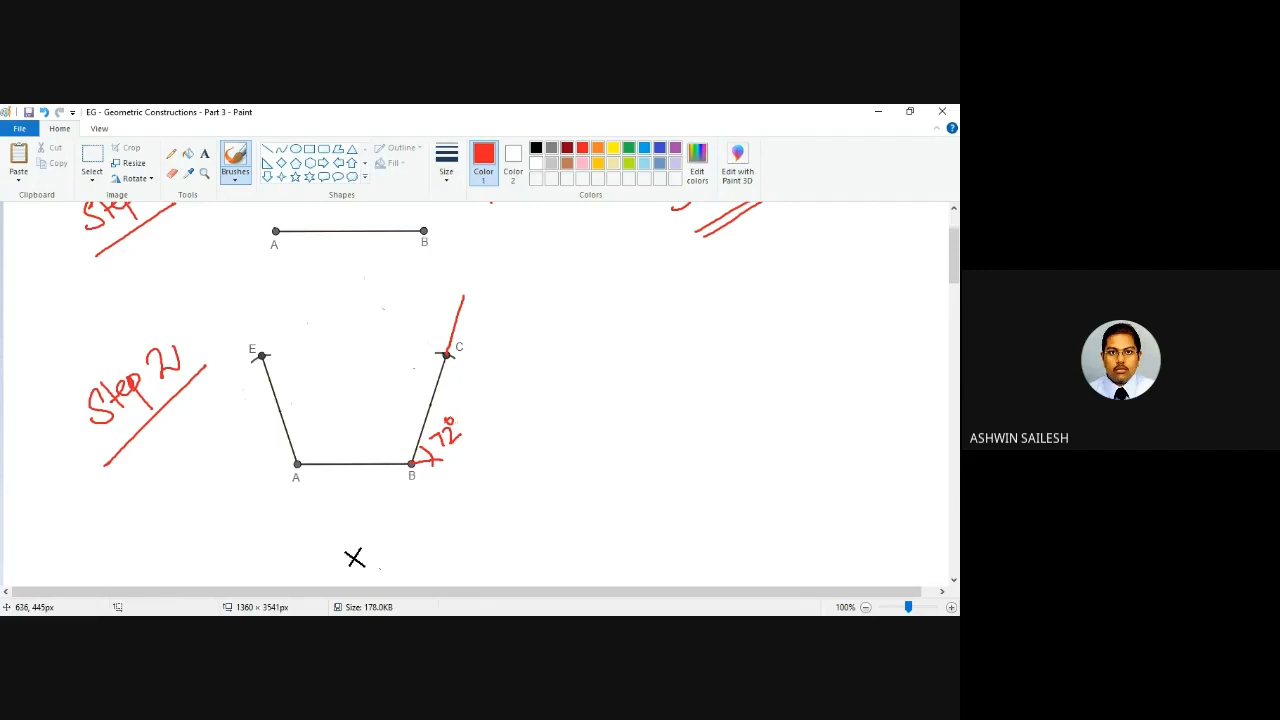 EG - Geometric Constructions - Part 3 - Paint
File Home View
Paste
Cut
Copy
Clipboard
Select
Crop
Resize
Rotate
Image
A
Tools
Brushes
Outline
Fill
Shapes
Size
Color 1
Color 2
Edit colors
Colors
Edit with Paint 3D
Step
A B
Step 2
E C
72°
A B
X
636, 445px 1360 × 3541px Size: 178.0KB 100%
ASHWIN SAILESH